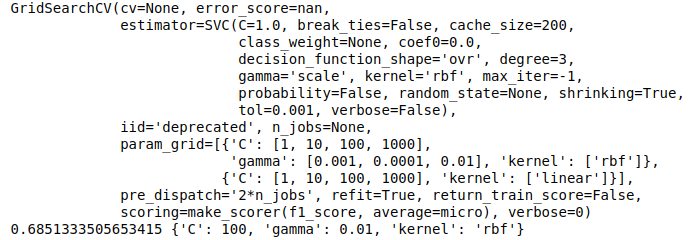 GridSearchCV(cv=None, error_score=nan,
estimator=SVC(C=1.0, break_ties=False, cache_size=200,
class_weight=None, coef0=0.0,
decision_function_shape='ovr', degree=3,
gamma='scale', kernel='rbf', max_iter=-1,
probability=False, random_state=None, shrinking=True,
tol=0.001, verbose=False),
iid='deprecated', n_jobs=None,
param_grid=[{'C': [1, 10, 100, 1000],
'gamma': [0.001, 0.0001, 0.01], 'kernel': ['rbf']},
{'C': [1, 10, 100, 1000], 'kernel': ['linear']}],
pre_dispatch='2*n_jobs', refit=True, return_train_score=False,
scoring=make_scorer(f1_score, average=micro), verbose=0)
0.6851333505653415 {'C': 100, 'gamma': 0.01, 'kernel': 'rbf'}